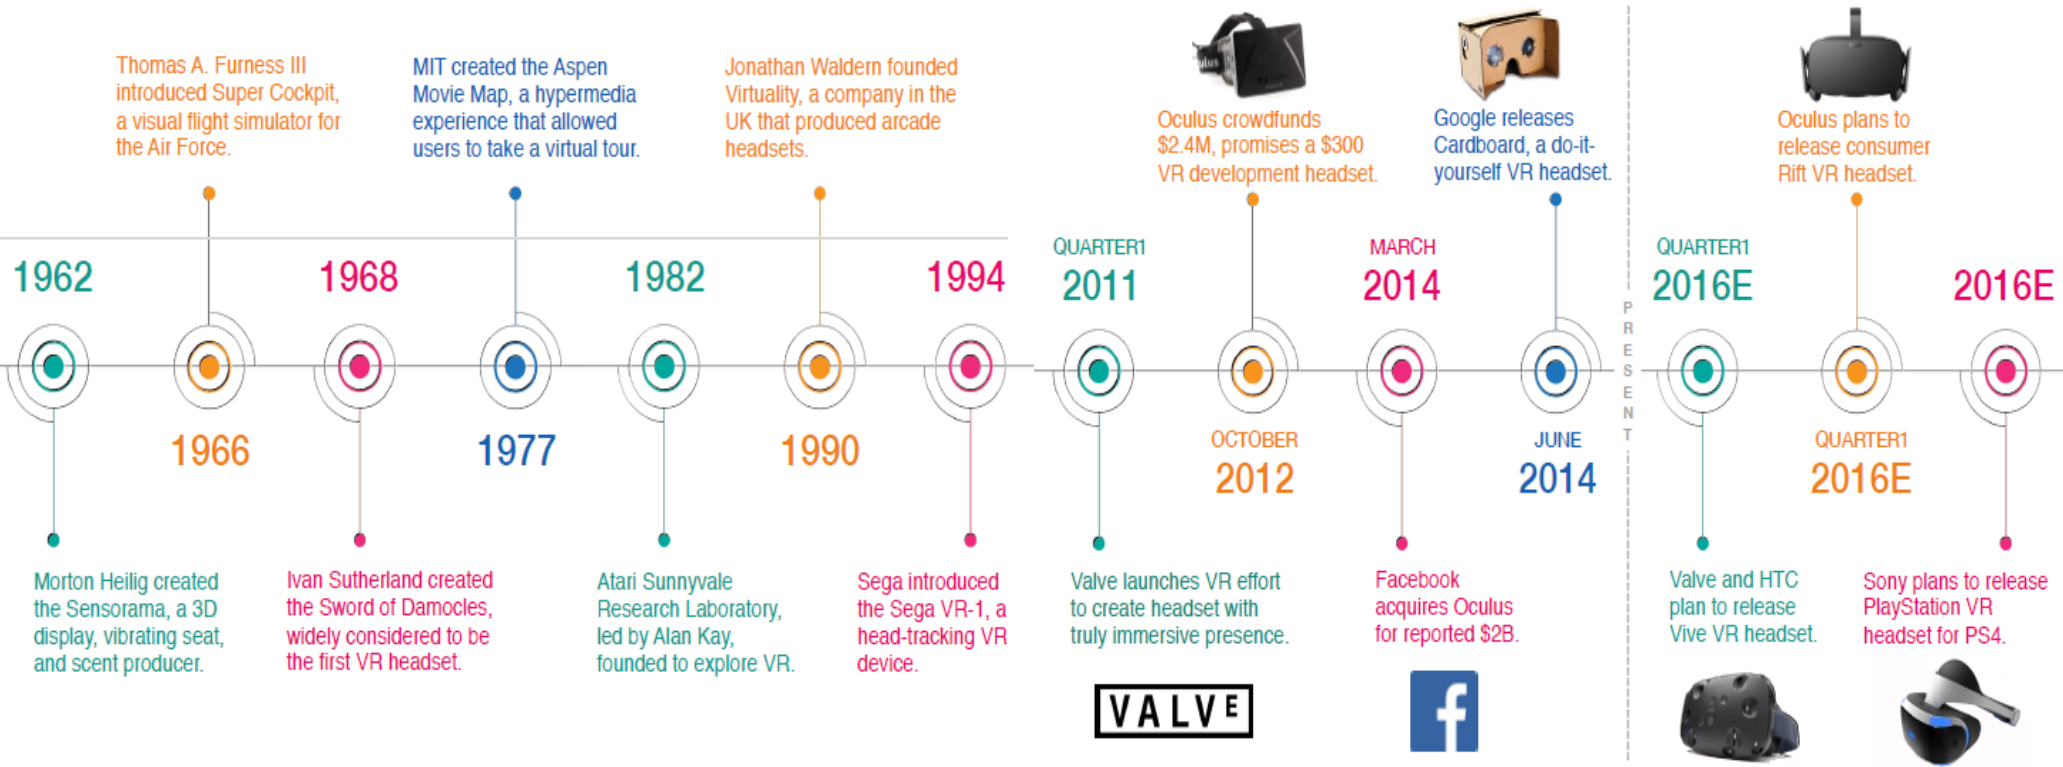 Thomas A. Furness III
introduced Super Cockpit,
a visual flight simulator for
the Air Force.
MIT created the Aspen
Movie Map, a hypermedia
experience that allowed
users to take a virtual tour.
Jonathan Waldern founded
Virtuality, a company in the
UK that produced arcade
headsets.
Oculus crowdfunds
$2.4M, promises a $300
VR development headset.
Google releases
Cardboard, a do-it-
yourself VR headset.
Oculus plans to
release consumer
Rift VR headset.
1962
1968
1982
1994
QUARTER1
2011
MARCH
2014
QUARTER1
2016E
2016E
PRESENT
1966
1977
1990
OCTOBER
2012
JUNE
2014
QUARTER1
2016E
Morton Heilig created
the Sensorama, a 3D
display, vibrating seat,
and scent producer.
Ivan Sutherland created
the Sword of Damocles,
widely considered to be
the first VR headset.
Atari Sunnyvale
Research Laboratory,
led by Alan Kay,
founded to explore VR.
Sega introduced
the Sega VR-1, a
head-tracking VR
device.
Valve launches VR effort
to create headset with
truly immersive presence.
Facebook
acquires Oculus
for reported $2B.
Valve and HTC
plan to release
Vive VR headset.
Sony plans to release
PlayStation VR
headset for PS4.
VALVE
f